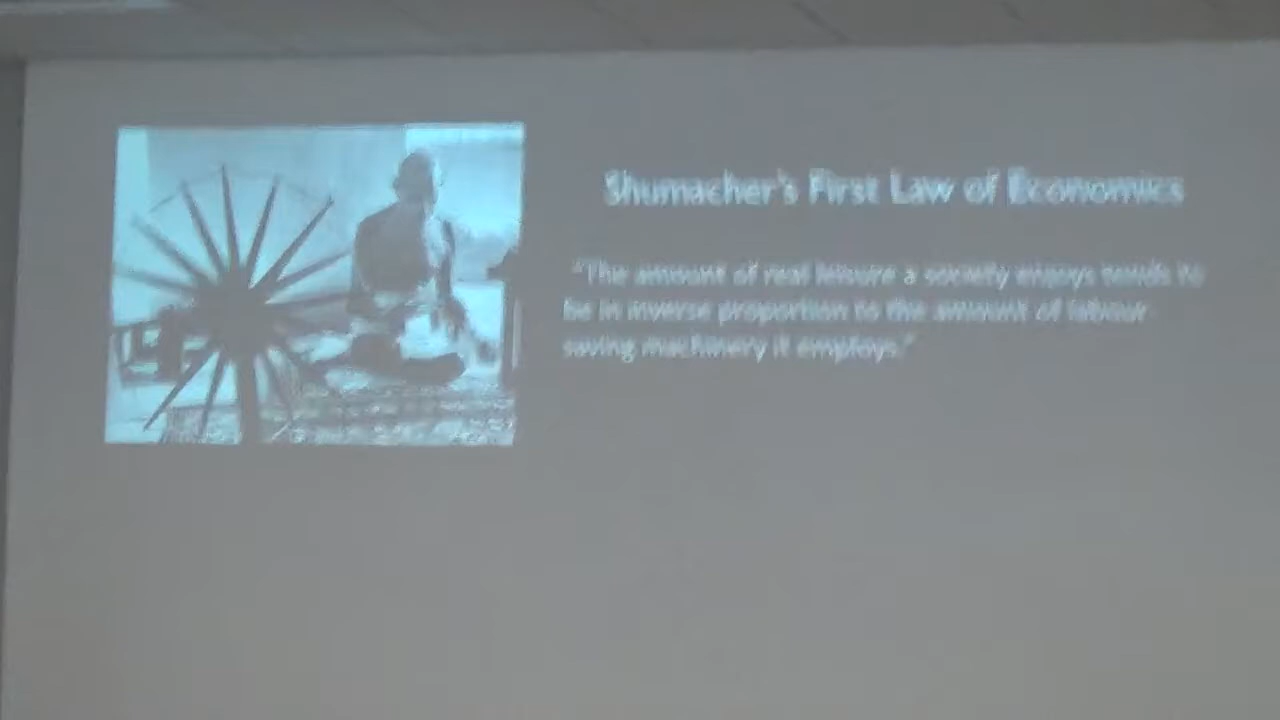 Shumacher's First Law of Economics
"The amount of real leisure a society enjoys tends to
be in inverse proportion to the amount of labour-
saving machinery it employs."